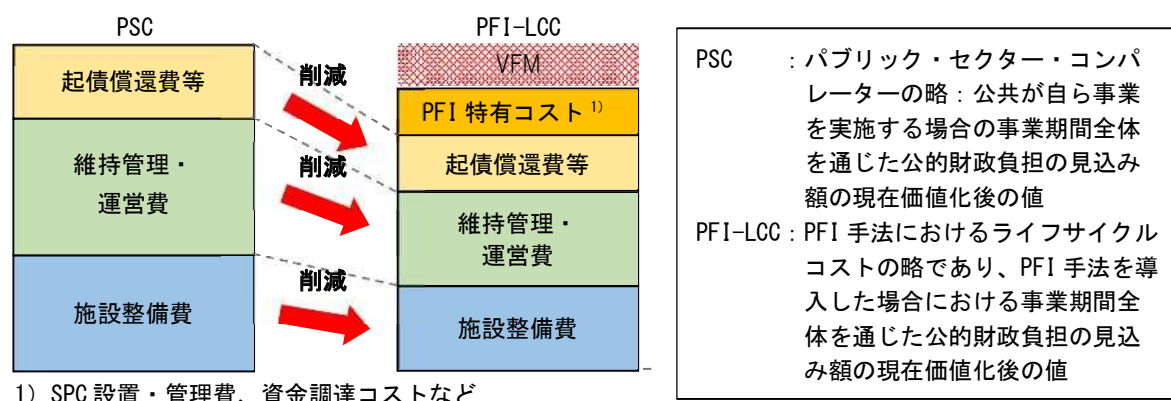 PSC
起債償還費等
維持管理・
運営費
施設整備費
削減
削減
削減
PFI-LCC
VFM
PFI 特有コスト 1)
起債償還費等
維持管理・
運営費
施設整備費
1) SPC 設置・管理費、資金調達コストなど
PSC :パブリック・セクター・コンパ
レーターの略:公共が自ら事業
を実施する場合の事業期間全体
を通じた公的財政負担の見込み
額の現在価値化後の値
PFI-LCC:PFI 手法におけるライフサイクル
コストの略であり、PFI 手法を導
入した場合における事業期間全
体を通じた公的財政負担の見込
み額の現在価値化後の値